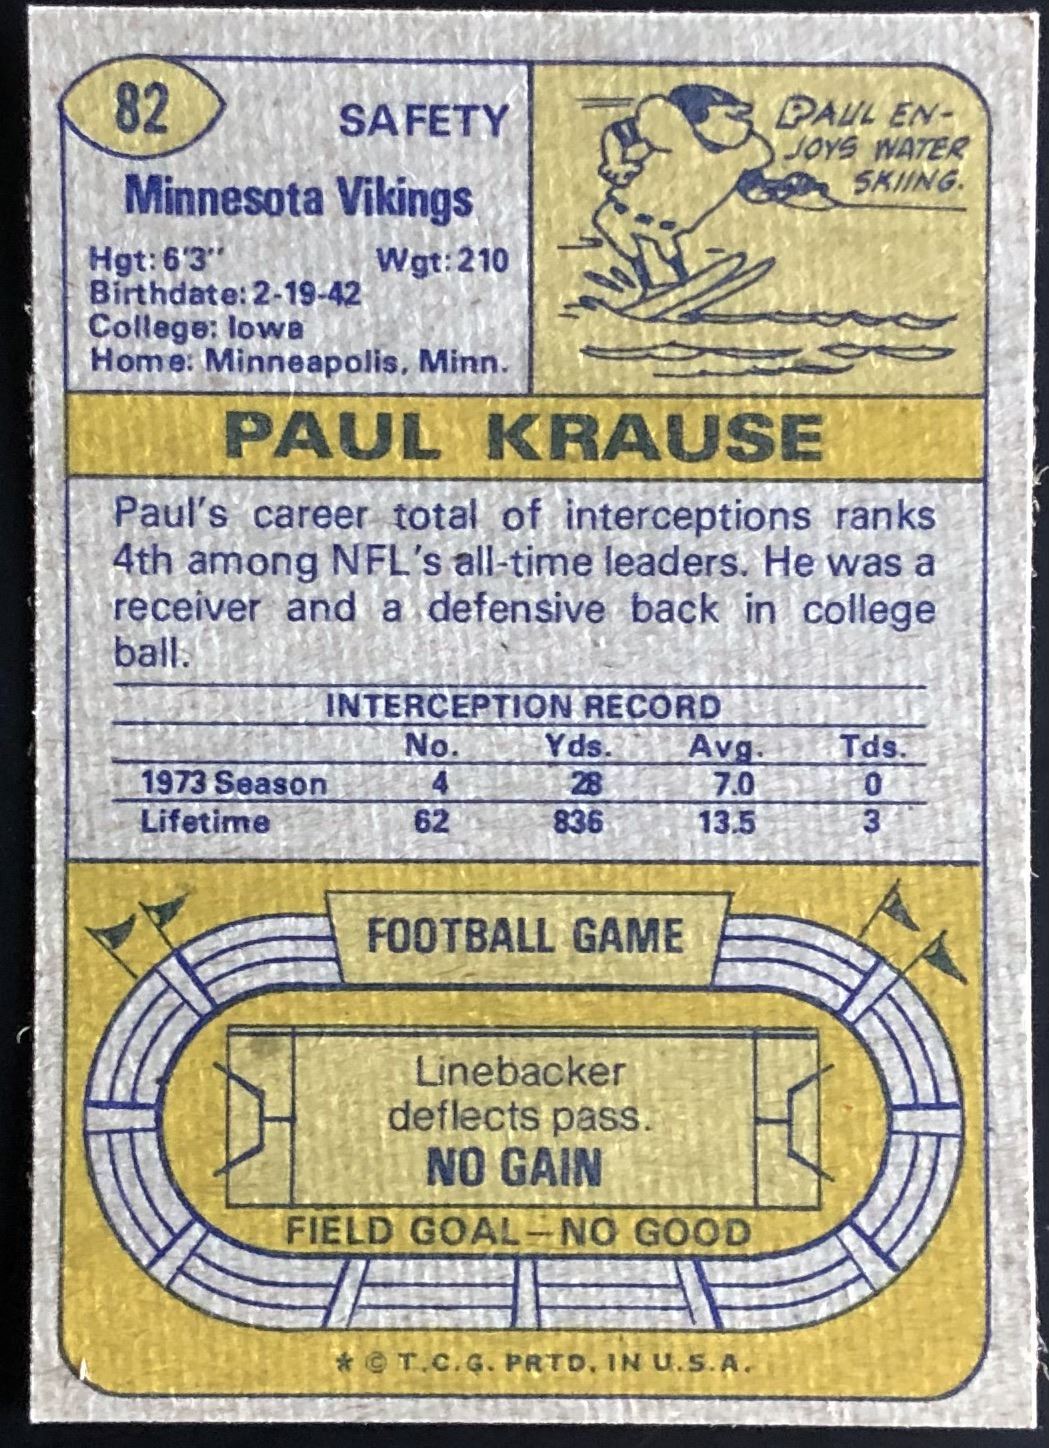 82
SAFETY
Minnesota Vikings
Hgt: 6'3" Wgt: 210
Birthdate: 2-19-42
College: Iowa
Home: Minneapolis, Minn.
PAUL EN-
JOYS WATER
SKIING.
PAUL KRAUSE
Paul's career total of interceptions ranks
4th among NFL's all-time leaders. He was a
receiver and a defensive back in college
ball.
INTERCEPTION RECORD
No. Yds. Avg. Tds.
1973 Season 4 28 7.0 0
Lifetime 62 836 13.5 3
FOOTBALL GAME
Linebacker
deflects pass.
NO GAIN
FIELD GOAL—NO GOOD
* © T.C.G. PRTD. IN U.S.A.